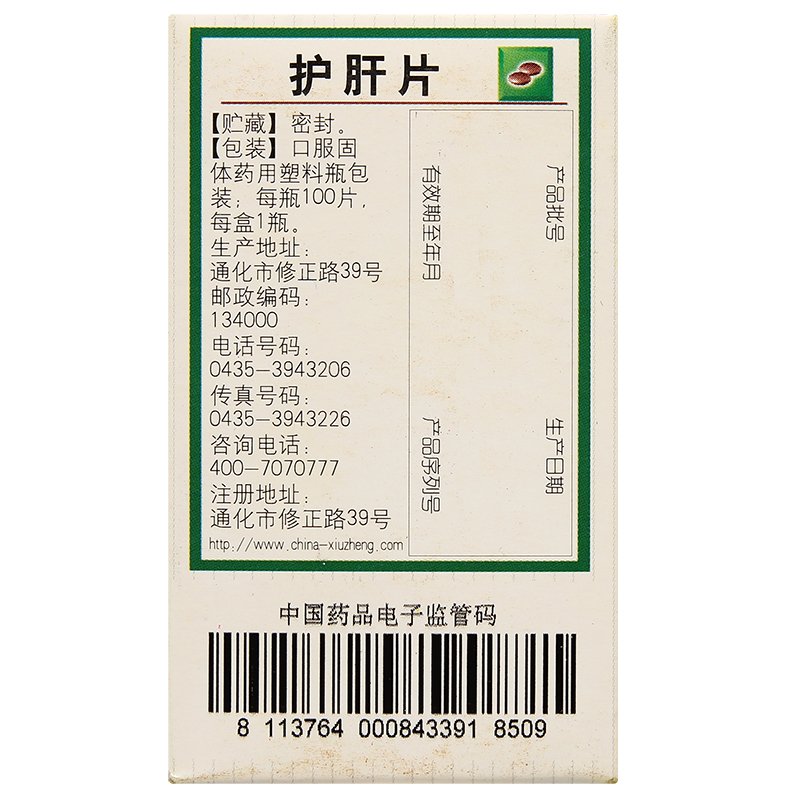 护肝片
【贮藏】密封。
【包装】口服固
体药用塑料瓶包
装；每瓶100片，
每盒1瓶。
生产地址：
通化市修正路39号
邮政编码：
134000
电话号码：
0435-3943206
传真号码：
0435-3943226
咨询电话：
400-7070777
注册地址：
通化市修正路39号
http://www.china-xiuzheng.com
产品批号
生产日期
有效期至年月
产品序列号
中国药品电子监管码
8 113764 000843391 8509